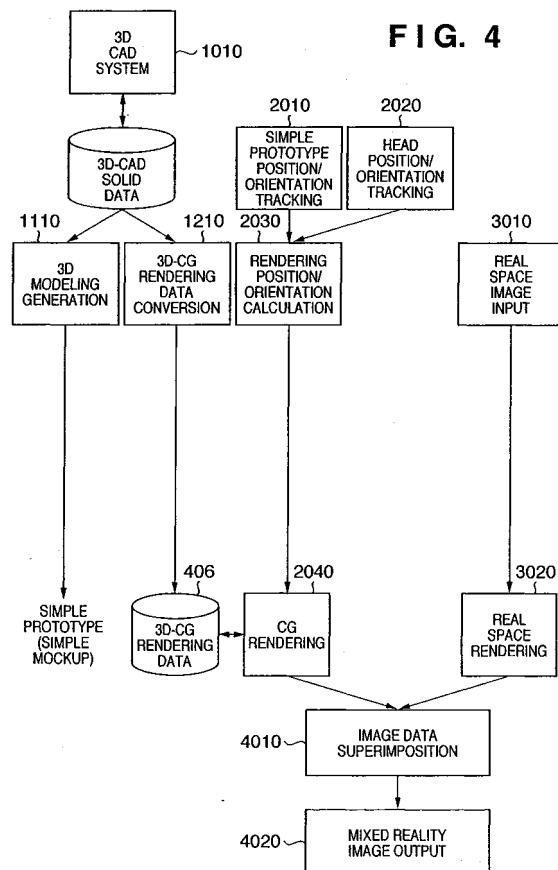 FIG. 4
3D
CAD
SYSTEM
1010
3D-CAD
SOLID
DATA
2010
SIMPLE
PROTOTYPE
POSITION/
ORIENTATION
TRACKING
2020
HEAD
POSITION/
ORIENTATION
TRACKING
1110
3D
MODELING
GENERATION
1210
3D-CG
RENDERING
DATA
CONVERSION
2030
RENDERING
POSITION/
ORIENTATION
CALCULATION
3010
REAL
SPACE
IMAGE
INPUT
SIMPLE
PROTOTYPE
(SIMPLE
MOCKUP)
406
3D-CG
RENDERING
DATA
2040
CG
RENDERING
3020
REAL
SPACE
RENDERING
4010
IMAGE DATA
SUPERIMPOSITION
4020
MIXED REALITY
IMAGE OUTPUT